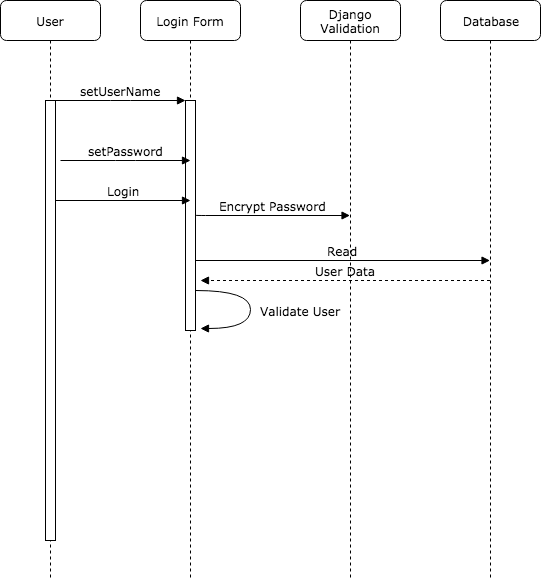 User
Login Form
Django
Validation
Database
setUserName
setPassword
Login
Encrypt Password
Read
User Data
Validate User